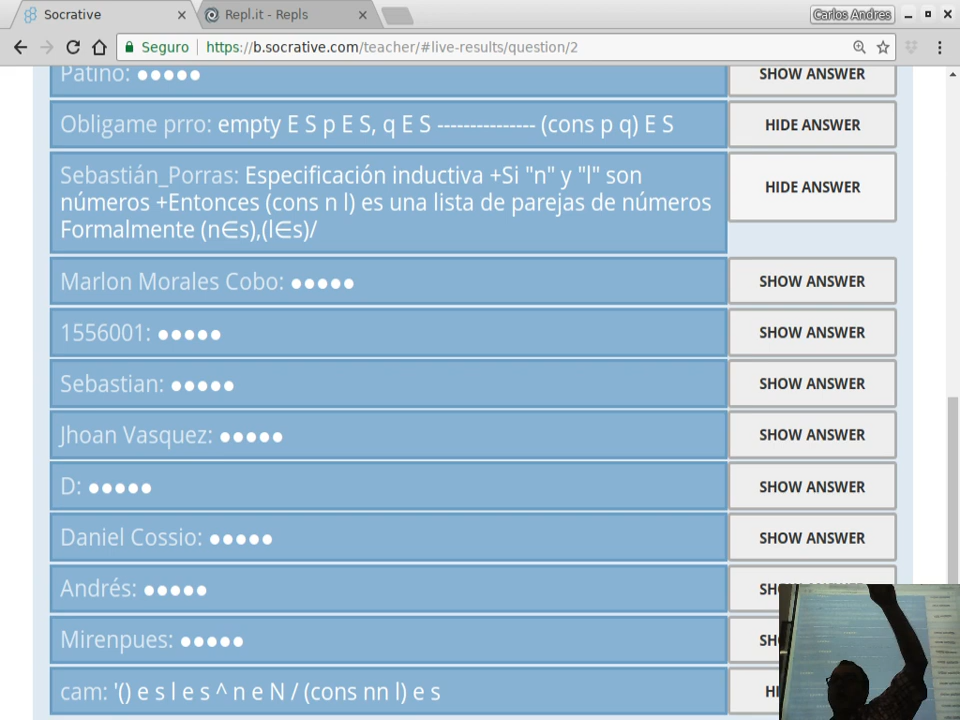 Socrative
Repl.it - Repls
Carlos Andres
Seguro https://b.socrative.com/teacher/#live-results/question/2
Patino: ●●●●● SHOW ANSWER
Obligame prro: empty E S p E S, q E S --------------- (cons p q) E S HIDE ANSWER
Sebastián_Porras: Especificación inductiva +Si "n" y "l" son
números +Entonces (cons n l) es una lista de parejas de números
Formalmente (n∈s),(l∈s)/
HIDE ANSWER
Marlon Morales Cobo: ●●●●● SHOW ANSWER
1556001: ●●●●● SHOW ANSWER
Sebastian: ●●●●● SHOW ANSWER
Jhoan Vasquez: ●●●●● SHOW ANSWER
D: ●●●●● SHOW ANSWER
Daniel Cossio: ●●●●● SHOW ANSWER
Andrés: ●●●●● SHO
Mirenpues: ●●●●● SHO
cam: '() e s l e s ^ n e N / (cons nn l) e s HI